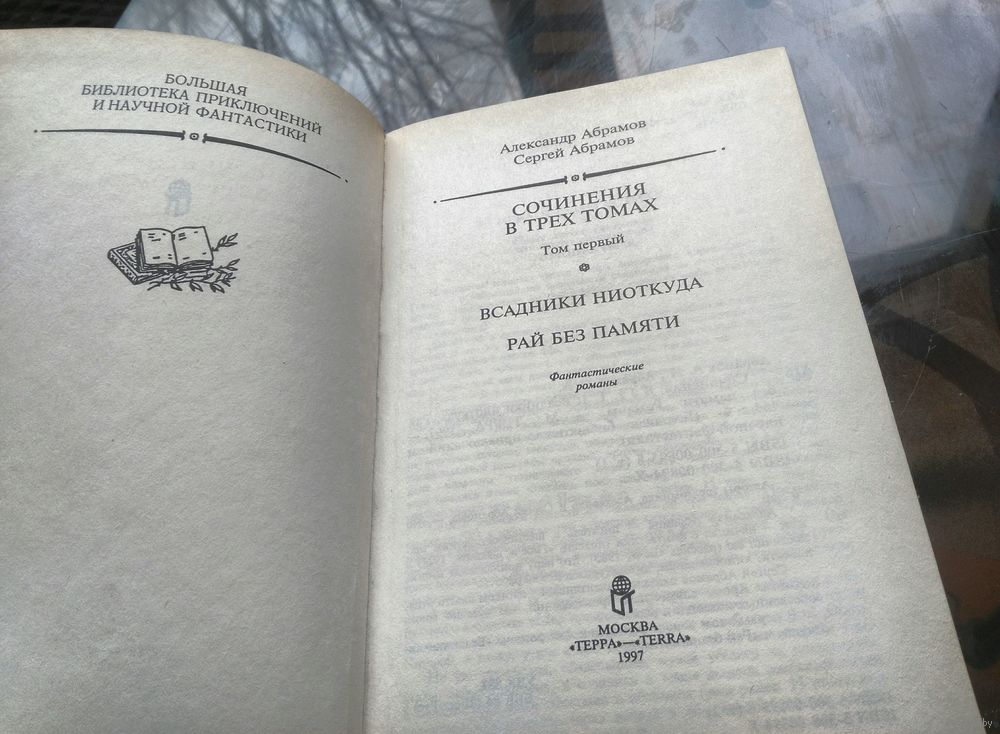 БОЛЬШАЯ
БИБЛИОТЕКА ПРИКЛЮЧЕНИЙ
И НАУЧНОЙ ФАНТАСТИКИ
Александр Абрамов
Сергей Абрамов
СОЧИНЕНИЯ
В ТРЕХ ТОМАХ
Том первый
ВСАДНИКИ НИОТКУДА
РАЙ БЕЗ ПАМЯТИ
Фантастические
романы
МОСКВА
«ТЕРРА»—«TERRA»
1997
by